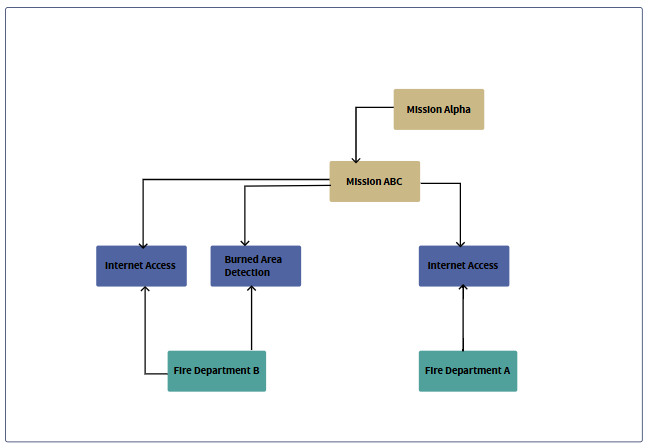 Mission Alpha
Mission ABC
Internet Access
Burned Area
Detection
Internet Access
Fire Department B
Fire Department A